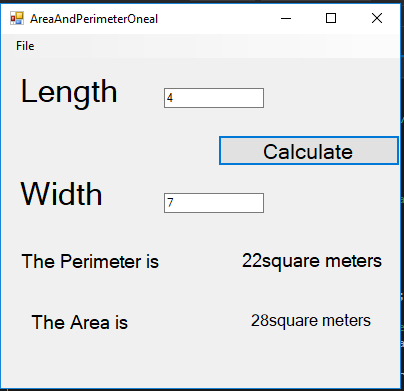 AreaAndPerimeterOneal
File
Length 4
Calculate
Width 7
The Perimeter is 22square meters
The Area is 28square meters